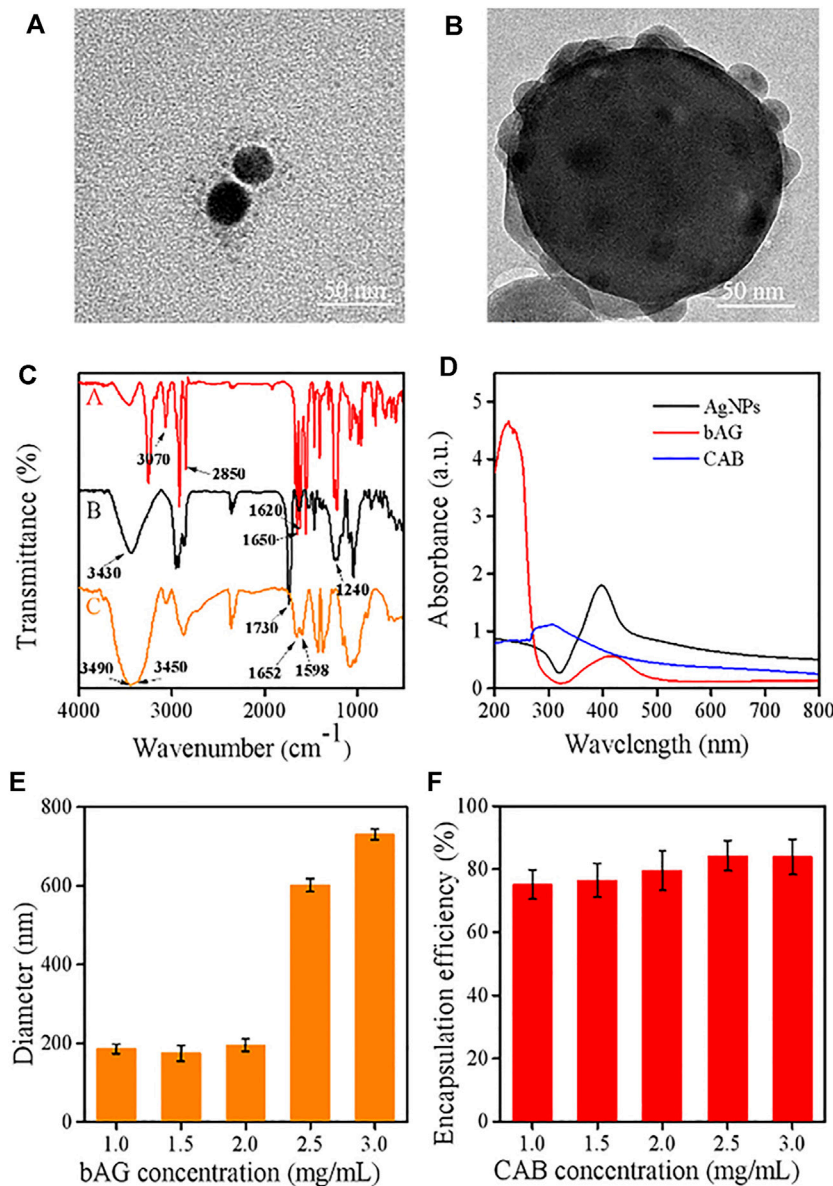 A
B
50 nm
50 nm
C
D
Transmittance (%)
A
3070
2850
B
1620
1650
3430
1240
C
1730
3490
3450
1652
1598
4000 3000 2000 1000
Wavenumber (cm-1)
Absorbance (a.u.)
5
4
3
2
1
0
AgNPs
bAG
CAB
200 300 400 500 600 700 800
Wavelength (nm)
E
F
Diameter (nm)
800
600
400
200
0
1.0 1.5 2.0 2.5 3.0
bAG concentration (mg/mL)
Encapsulation efficiency (%)
100
80
60
40
20
0
1.0 1.5 2.0 2.5 3.0
CAB concentration (mg/mL)